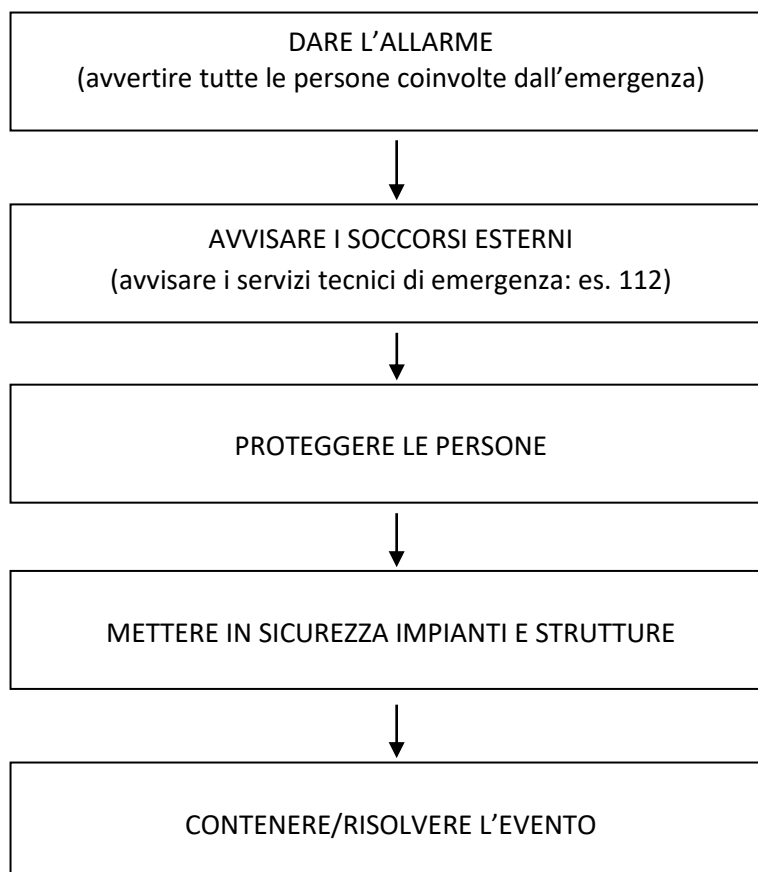 DARE L’ALLARME
(avvertire tutte le persone coinvolte dall’emergenza)
AVVISARE I SOCCORSI ESTERNI
(avvisare i servizi tecnici di emergenza: es. 112)
PROTEGGERE LE PERSONE
METTERE IN SICUREZZA IMPIANTI E STRUTTURE
CONTENERE/RISOLVERE L’EVENTO